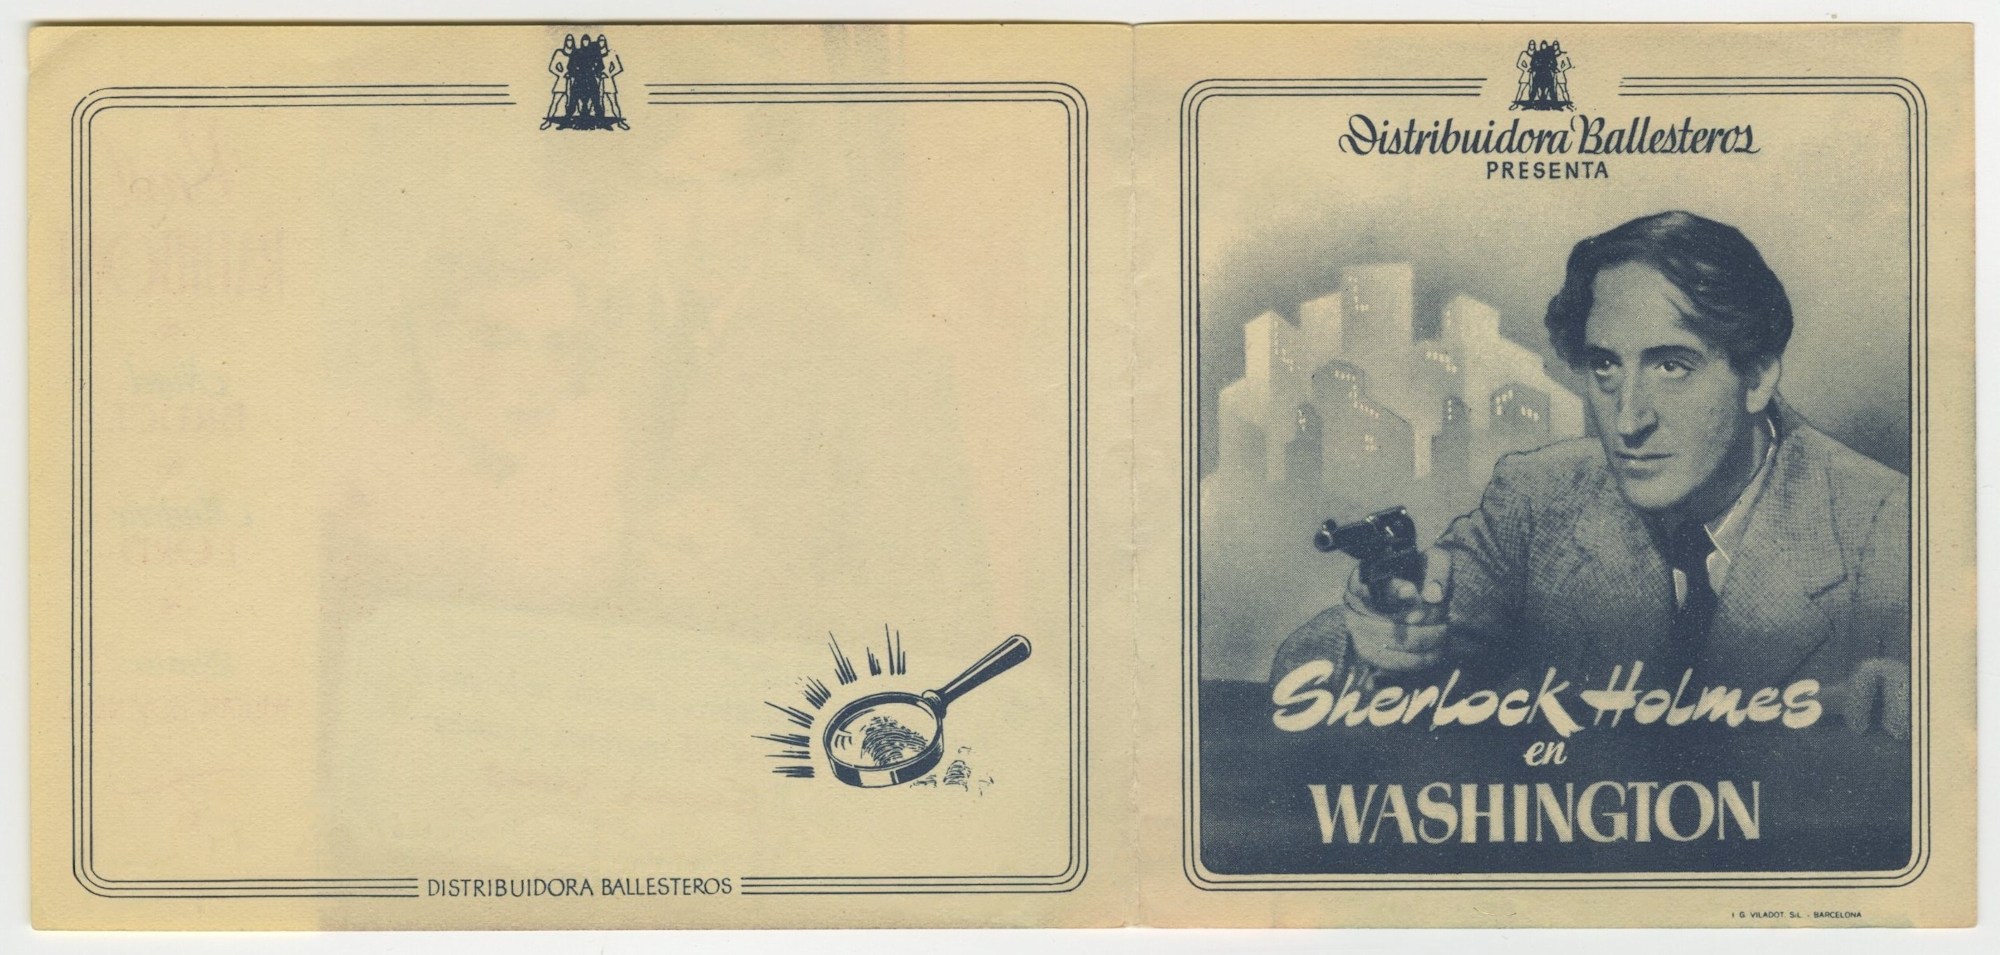 DISTRIBUIDORA BALLESTEROS
Distribuidora Ballesteros
PRESENTA
Sherlock Holmes
en
WASHINGTON
I. G. VILADOT. S.L. - BARCELONA